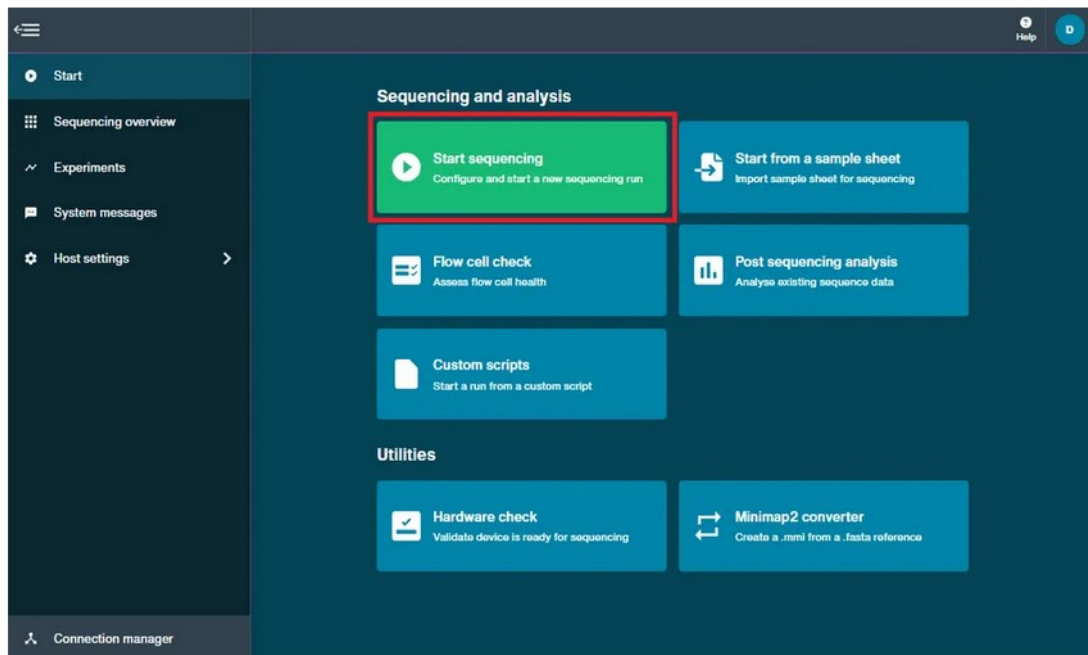 Help
D
Start
Sequencing overview
Experiments
System messages
Host settings
Connection manager
Sequencing and analysis
Start sequencing
Configure and start a new sequencing run
Start from a sample sheet
Import sample sheet for sequencing
Flow cell check
Assess flow cell health
Post sequencing analysis
Analyse existing sequence data
Custom scripts
Start a run from a custom script
Utilities
Hardware check
Validate device is ready for sequencing
Minimap2 converter
Create a .mmi from a .fasta reference